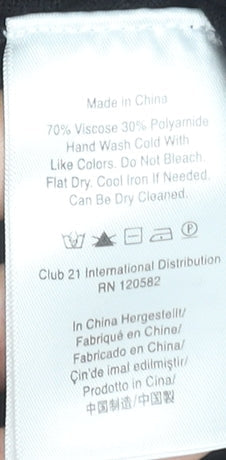 Made in China
70% Viscose 30% Polyamide
Hand Wash Cold With
Like Colors. Do Not Bleach.
Flat Dry. Cool Iron If Needed.
Can Be Dry Cleaned.
P
Club 21 International Distribution
RN 120582
In China Hergestellt/
Fabriqué en Chine/
Fabricado en China/
Çin'de imal edilmiştir/
Prodotto in Cina/
中国制造/中国製